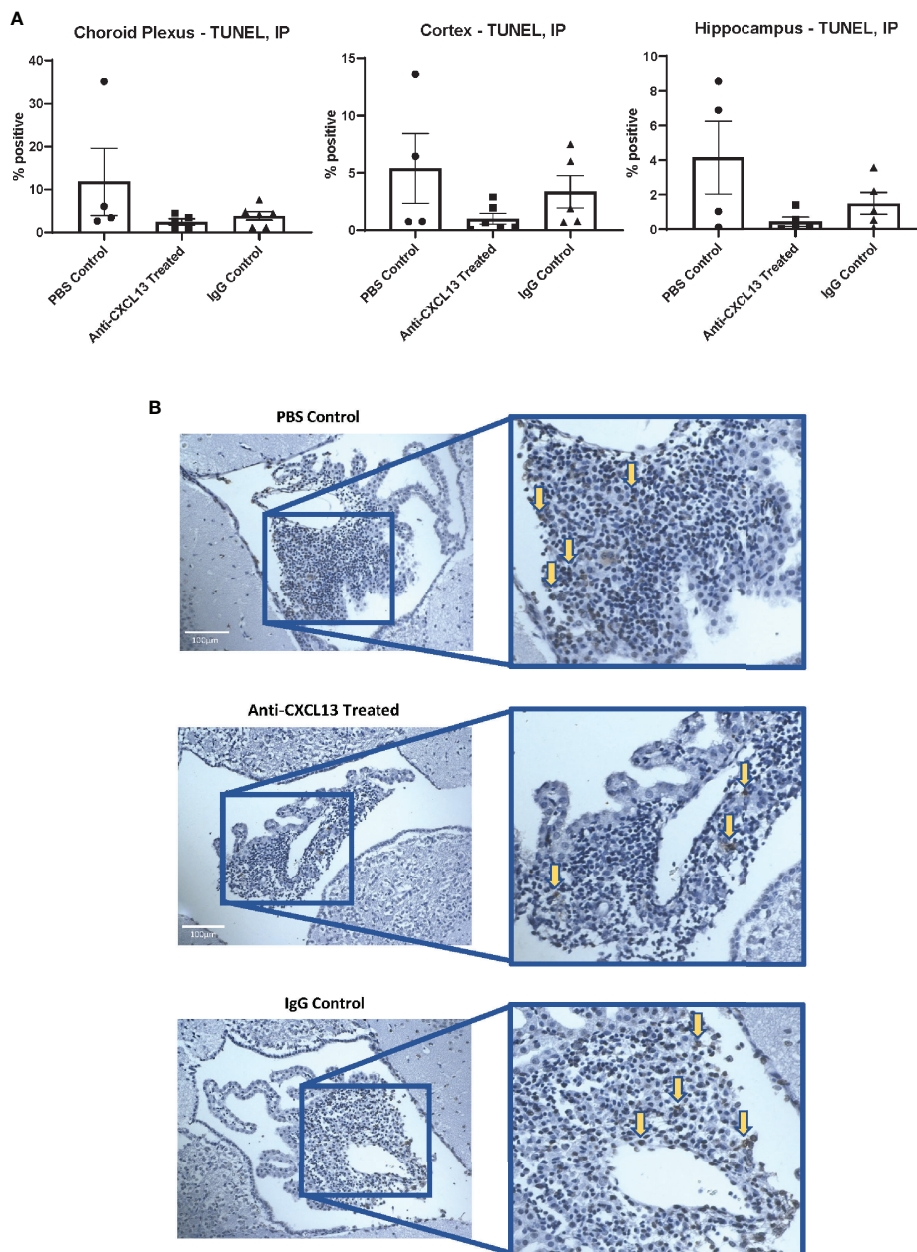 A
Choroid Plexus - TUNEL, IP
% positive
40
30
20
10
0
PBS Control
Anti-CXCL13 Treated
IgG Control
Cortex - TUNEL, IP
% positive
15
10
5
0
PBS Control
Anti-CXCL13 Treated
IgG Control
Hippocampus - TUNEL, IP
% positive
10
8
6
4
2
0
PBS Control
Anti-CXCL13 Treated
IgG Control
B
PBS Control
100µm
Anti-CXCL13 Treated
100µm
IgG Control